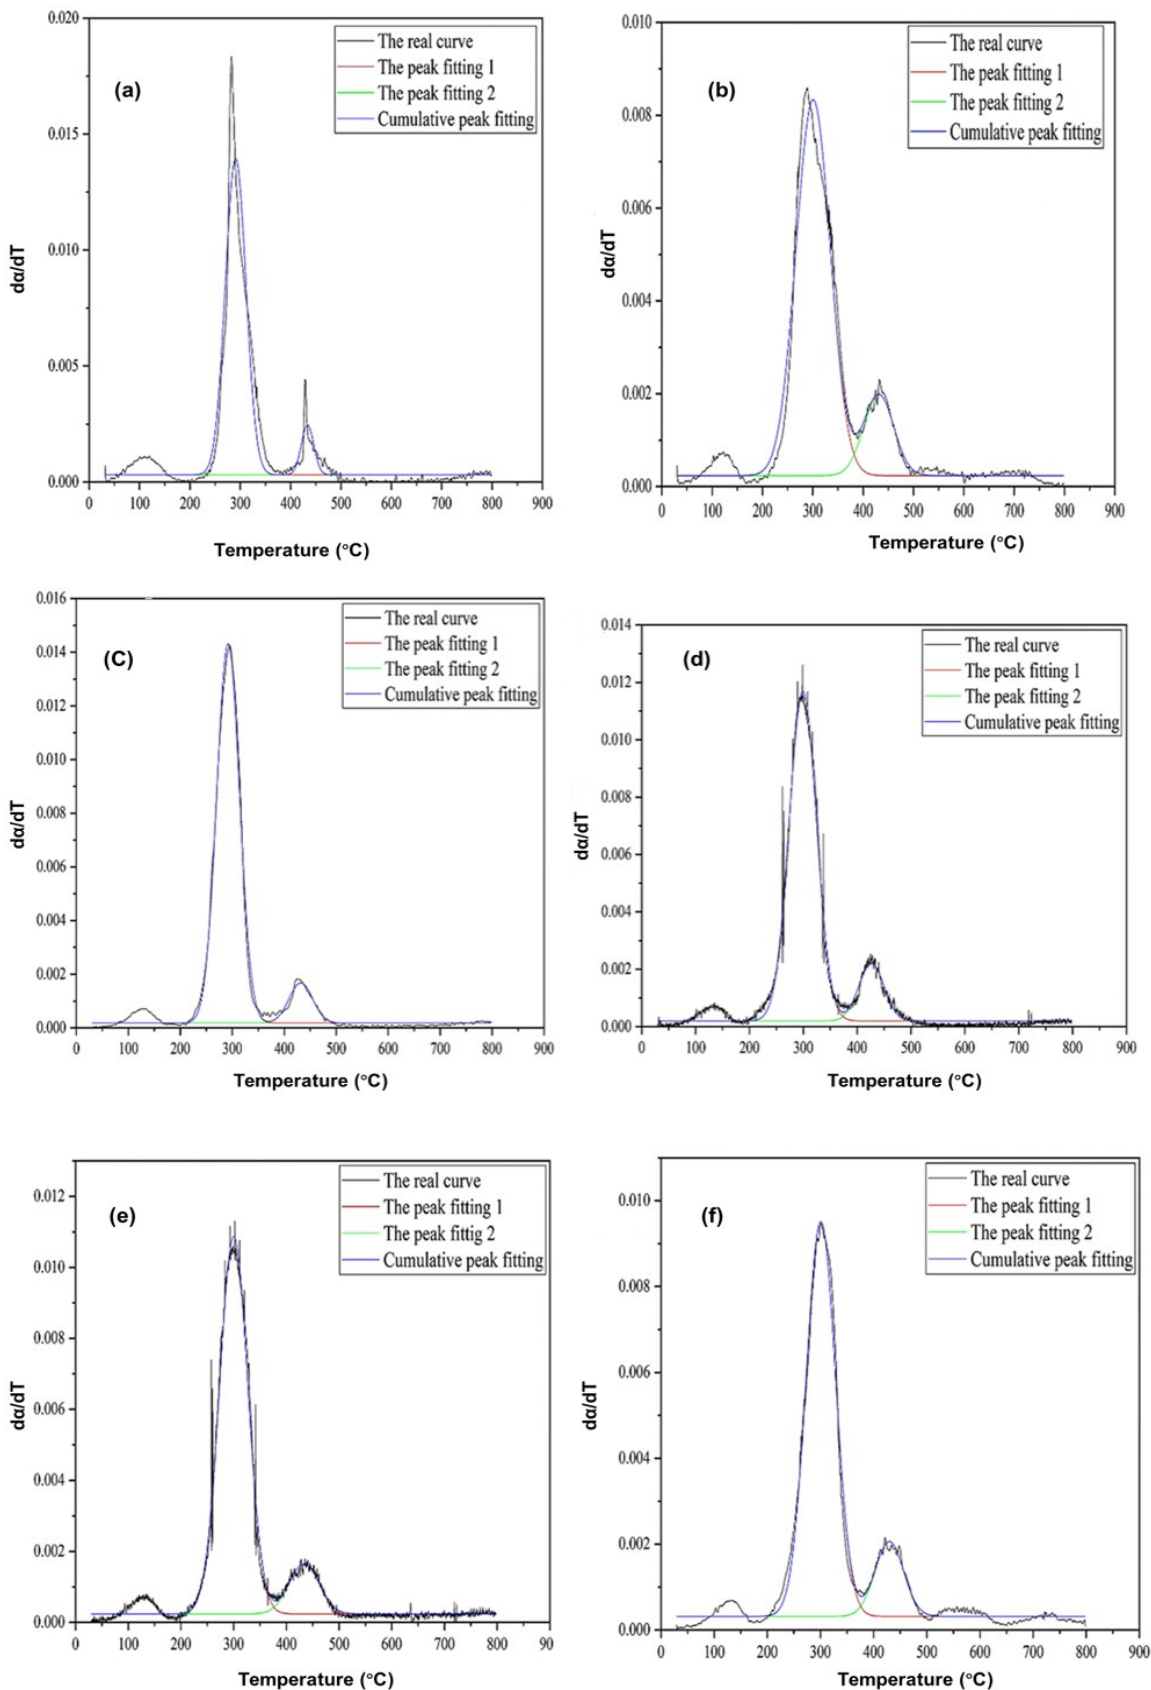 0.020
The real curve
The peak fitting 1
The peak fitting 2
Cumulative peak fitting
(a)
0.015
0.010
0.005
0.000
dα/dT
0 100 200 300 400 500 600 700 800 900
Temperature (°C)
0.010
The real curve
The peak fitting 1
The peak fitting 2
Cumulative peak fitting
(b)
0.008
0.006
0.004
0.002
0.000
dα/dT
0 100 200 300 400 500 600 700 800 900
Temperature (°C)
0.016
The real curve
The peak fitting 1
The peak fitting 2
Cumulative peak fitting
(C)
0.014
0.012
0.010
0.008
0.006
0.004
0.002
0.000
dα/dT
0 100 200 300 400 500 600 700 800 900
Temperature (°C)
0.014
The real curve
The peak fitting 1
The peak fitting 2
Cumulative peak fitting
(d)
0.012
0.010
0.008
0.006
0.004
0.002
0.000
dα/dT
0 100 200 300 400 500 600 700 800 900
Temperature (°C)
The real curve
The peak fitting 1
The peak fittig 2
Cumulative peak fitting
(e)
0.012
0.010
0.008
0.006
0.004
0.002
0.000
dα/dT
0 100 200 300 400 500 600 700 800 90
Temperature (°C)
The real curve
The peak fitting 1
The peak fitting 2
Cumulative peak fitting
(f)
0.010
0.008
0.006
0.004
0.002
0.000
dα/dT
0 100 200 300 400 500 600 700 800 900
Temperature (°C)